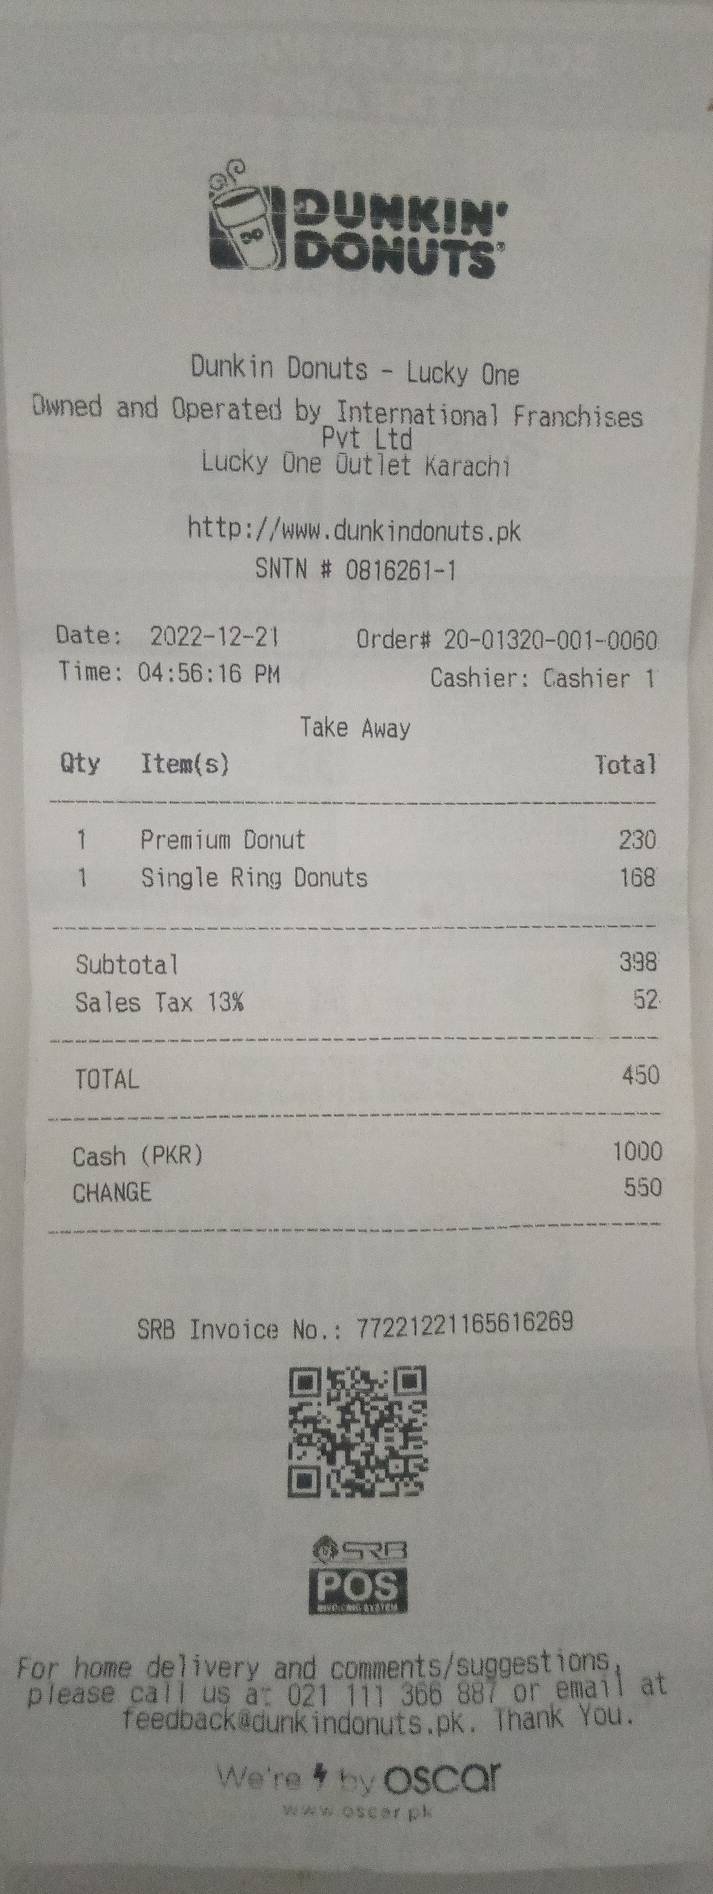 DUNKIN'
DONUTS
Dunkin Donuts - Lucky One
Owned and Operated by International Franchises
Pvt Ltd
Lucky One Outlet Karachi
http://www.dunkindonuts.pk
SNTN # 0816261-1
Date: 2022-12-21 Order# 20-01320-001-0060
Time: 04:56:16 PM Cashier: Cashier 1
Take Away
Qty Item(s) Total
1 Premium Donut 230
1 Single Ring Donuts 168
Subtotal 398
Sales Tax 13% 52
TOTAL 450
Cash (PKR) 1000
CHANGE 550
SRB Invoice No.: 77221221165616269
SRB
POS
INVOICING SYSTEM
For home delivery and comments/suggestions,
please call us at 021 111 366 887 or email at
feedback@dunkindonuts.pk. Thank You.
We're by oscar
www.oscar.pk